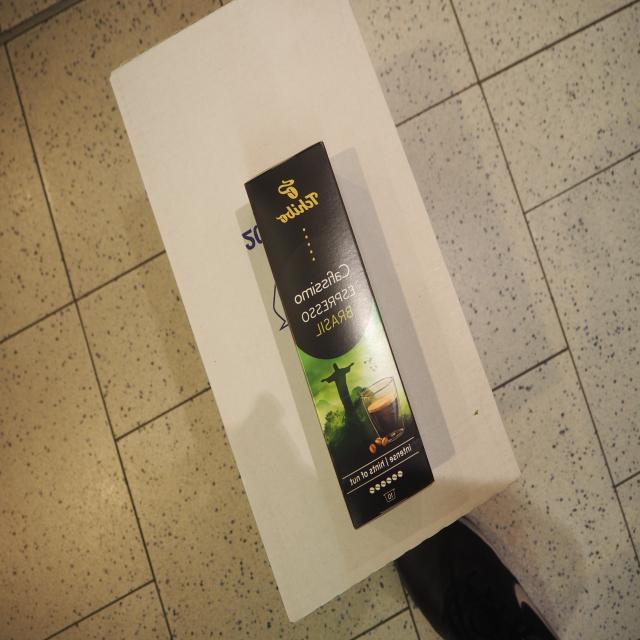 Tchibo
Cafissimo
ESPRESSO
BRASIL
intense | hints of nut
10